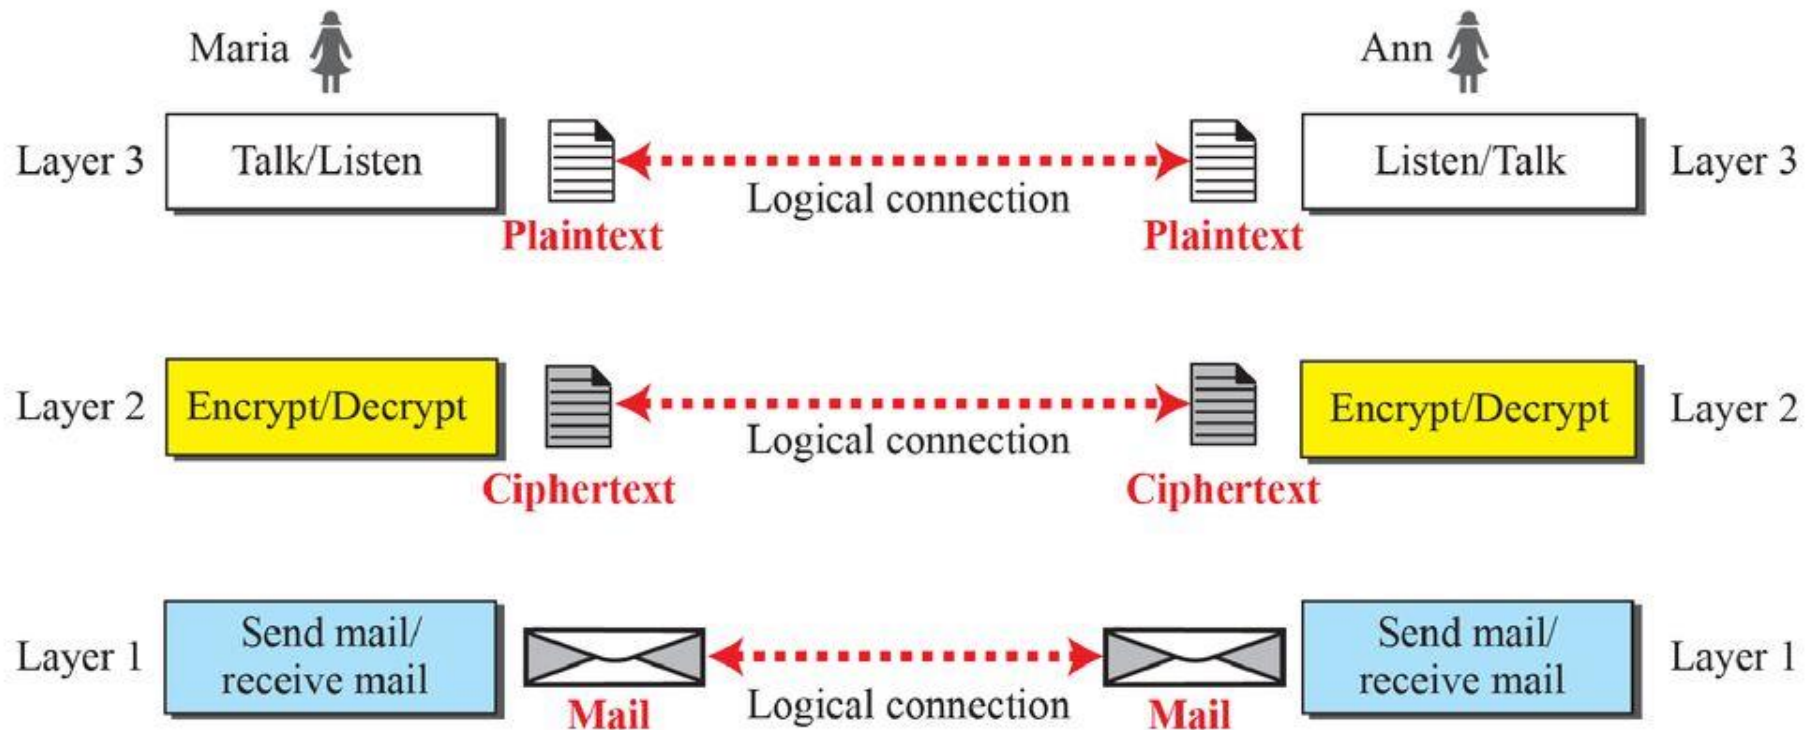 Maria
Ann
Layer 3
Talk/Listen
Logical connection
Listen/Talk
Layer 3
Plaintext
Plaintext
Layer 2
Encrypt/Decrypt
Logical connection
Encrypt/Decrypt
Layer 2
Ciphertext
Ciphertext
Layer 1
Send mail/
receive mail
Mail
Logical connection
Mail
Send mail/
receive mail
Layer 1